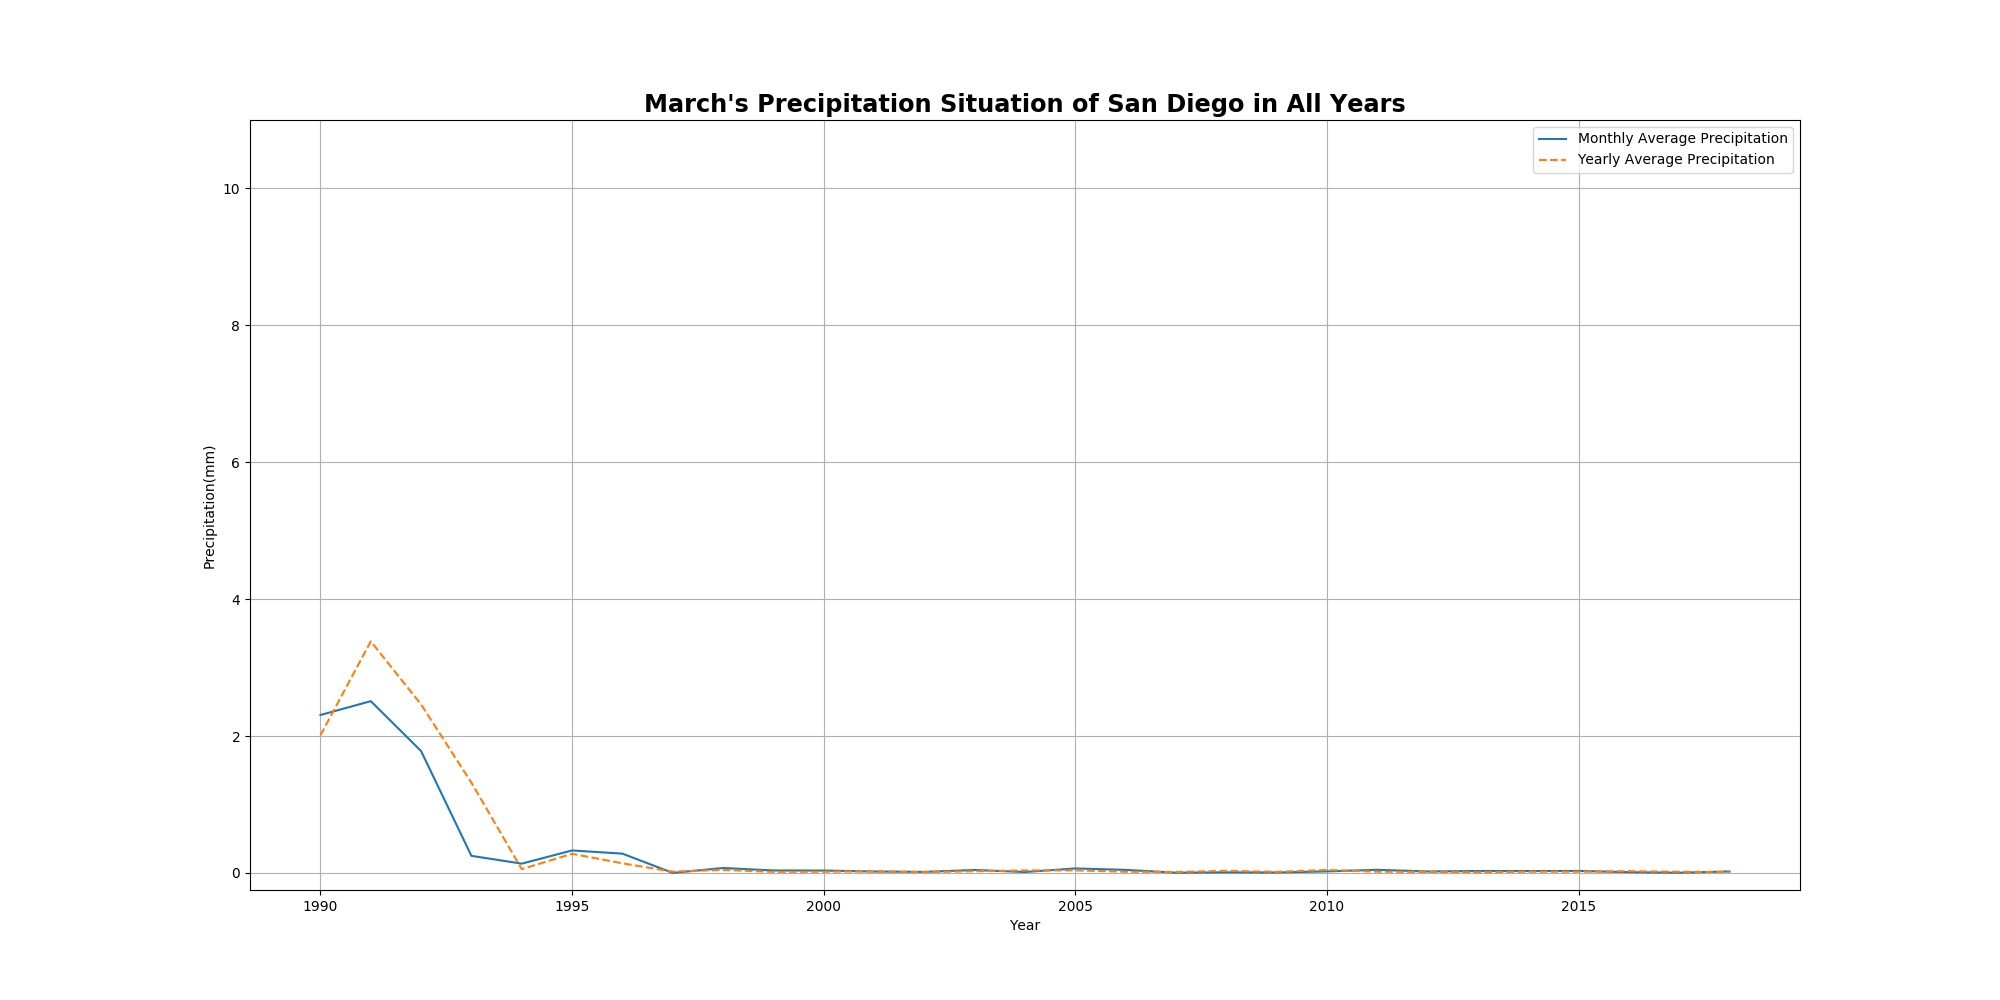 March's Precipitation Situation of San Diego in All Years
Monthly Average Precipitation
Yearly Average Precipitation
10
8
6
4
2
0
Precipitation(mm)
1990 1995 2000 2005 2010 2015
Year